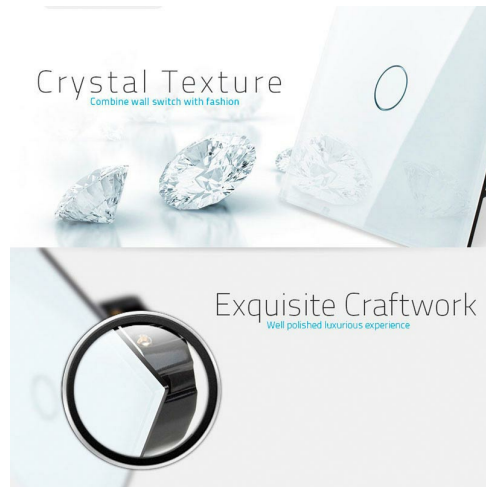 Crystal Texture
Combine wall switch with fashion
Exquisite Craftwork
Well polished luxurious experience